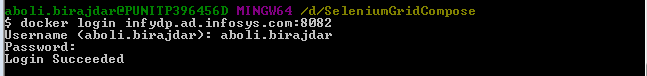 aboli.birajdar@PUNITP396456D MINGW64 /d/SeleniumGridCompose
$ docker login infydp.ad.infosys.com:8082
Username (aboli.birajdar): aboli.birajdar
Password:
Login Succeeded